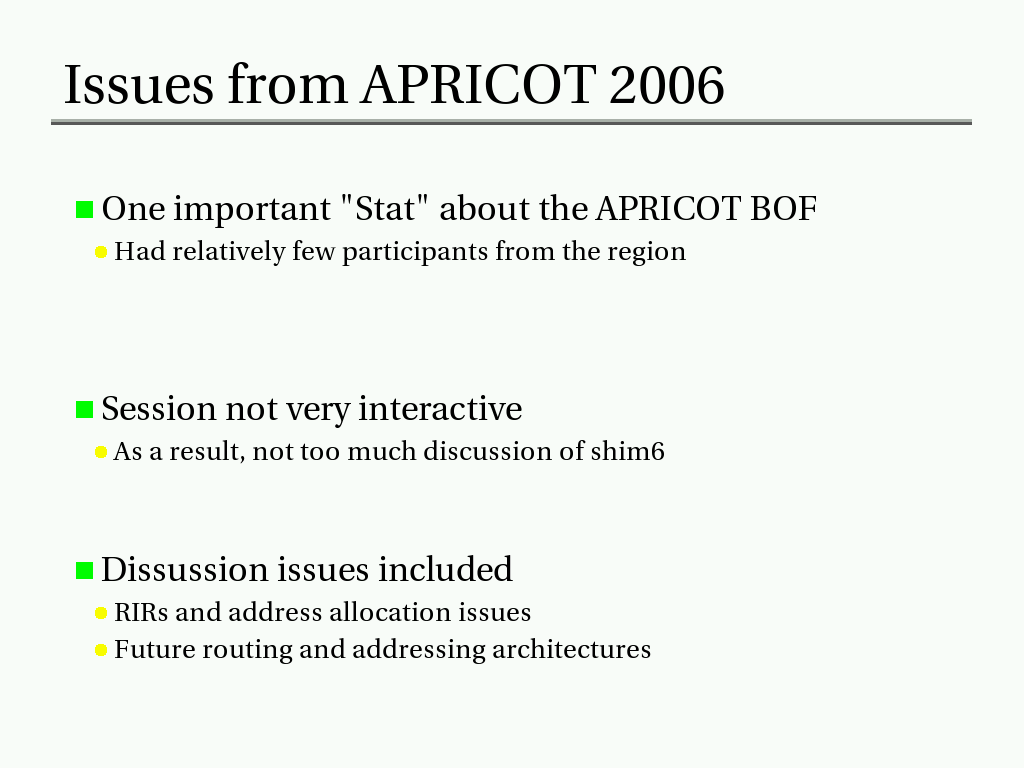 Issues from APRICOT 2006
One important "Stat" about the APRICOT BOF
Had relatively few participants from the region
Session not very interactive
As a result, not too much discussion of shim6
Dissussion issues included
RIRs and address allocation issues
Future routing and addressing architectures